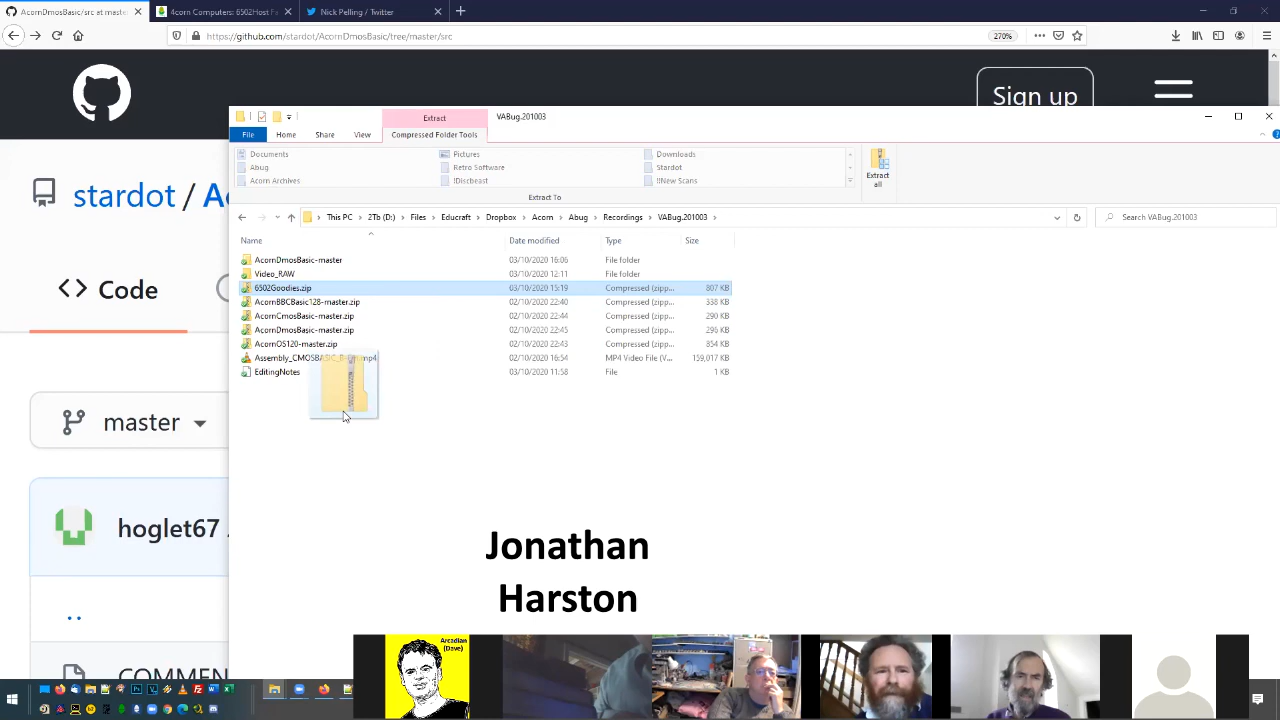 AcornDmosBasic/src at master
4corn Computers: 6502Host Fa
Nick Pelling / Twitter
https://github.com/stardot/AcornDmosBasic/tree/master/src
270%
Sign up
stardot / Ac
Code
master
hoglet67
..
COMMEN
Extract
VABug.201003
File
Home
Share
View
Compressed Folder Tools
Documents
Pictures
Downloads
Abug
Retro Software
Stardot
Acorn Archives
!Discbeast
!!New Scans
Extract all
Extract To
This PC
2Tb (D:)
Files
Educraft
Dropbox
Acorn
Abug
Recordings
VABug.201003
Search VABug.201003
Name
Date modified
Type
Size
AcornDmosBasic-master 03/10/2020 16:06 File folder
Video_RAW 03/10/2020 12:11 File folder
6502Goodies.zip 03/10/2020 15:19 Compressed (zipp... 807 KB
AcornBBCBasic128-master.zip 02/10/2020 22:40 Compressed (zipp... 338 KB
AcornCmosBasic-master.zip 02/10/2020 22:44 Compressed (zipp... 290 KB
AcornDmosBasic-master.zip 02/10/2020 22:45 Compressed (zipp... 296 KB
AcornOS120-master.zip 02/10/2020 22:43 Compressed (zipp... 854 KB
02/10/2020 16:54 MP4 Video File (V... 159,017 KB
EditingNotes 03/10/2020 11:58 File 1 KB
Jonathan
Harston
Arcadian
(Dave)